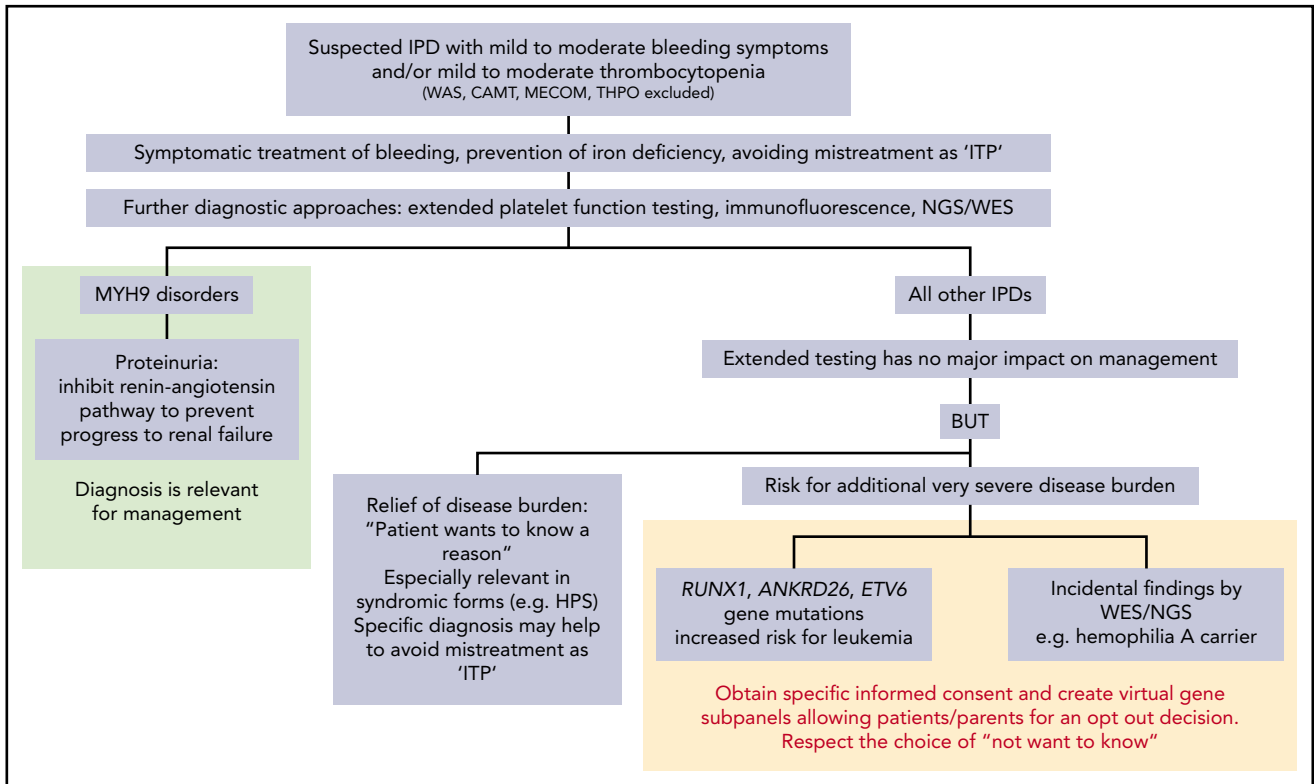 Suspected IPD with mild to moderate bleeding symptoms
and/or mild to moderate thrombocytopenia
(WAS, CAMT, MECOM, THPO excluded)
Symptomatic treatment of bleeding, prevention of iron deficiency, avoiding mistreatment as ‘ITP’
Further diagnostic approaches: extended platelet function testing, immunofluorescence, NGS/WES
MYH9 disorders
Proteinuria:
inhibit renin-angiotensin
pathway to prevent
progress to renal failure
Diagnosis is relevant
for management
All other IPDs
Extended testing has no major impact on management
BUT
Relief of disease burden:
“Patient wants to know a
reason“
Especially relevant in
syndromic forms (e.g. HPS)
Specific diagnosis may help
to avoid mistreatment as
‘ITP’
Risk for additional very severe disease burden
RUNX1, ANKRD26, ETV6
gene mutations
increased risk for leukemia
Incidental findings by
WES/NGS
e.g. hemophilia A carrier
Obtain specific informed consent and create virtual gene
subpanels allowing patients/parents for an opt out decision.
Respect the choice of “not want to know“